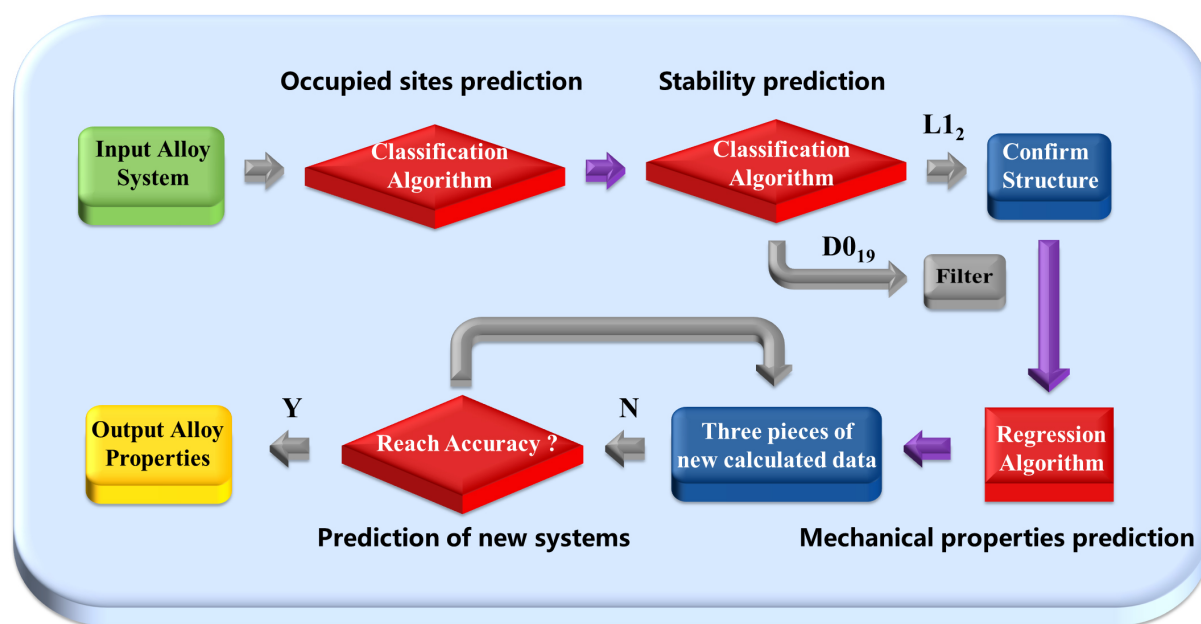 Occupied sites prediction
Stability prediction
Input Alloy
System
Classification
Algorithm
Classification
Algorithm
L1₂
Confirm
Structure
D0₁₉
Filter
Y
N
Output Alloy
Properties
Reach Accuracy ?
Three pieces of
new calculated data
Regression
Algorithm
Prediction of new systems
Mechanical properties prediction